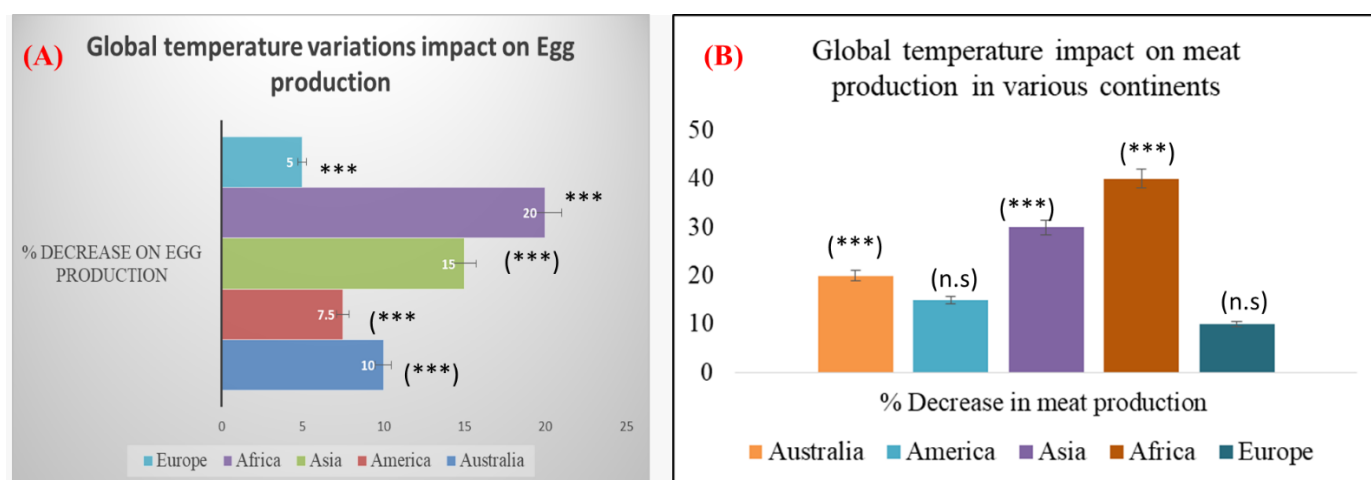 (A)
Global temperature variations impact on Egg
production
5
***
20
***
% DECREASE ON EGG
PRODUCTION
15
(***)
7.5
(***
10
(***)
0 5 10 15 20 25
Europe Africa Asia America Australia
(B)
Global temperature impact on meat
production in various continents
50
40
30
20
10
0
(***)
(n.s)
(***)
(***)
(n.s)
% Decrease in meat production
Australia America Asia Africa Europe